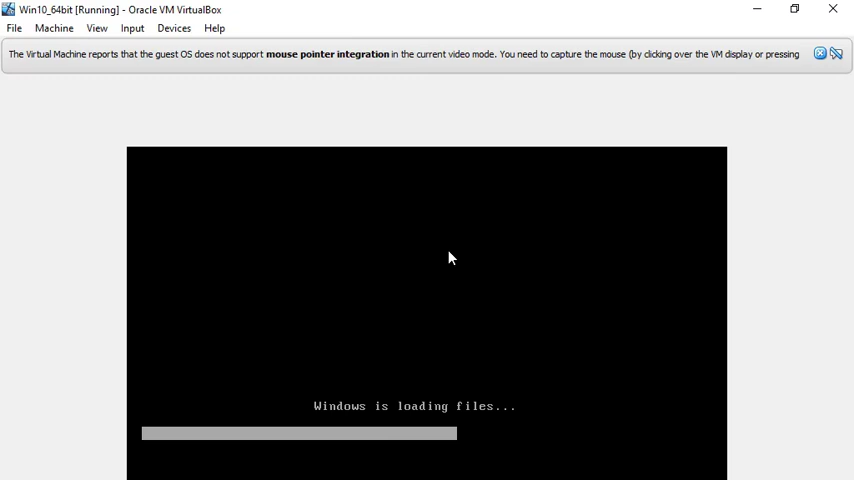 Win10_64bit [Running] - Oracle VM VirtualBox
File Machine View Input Devices Help
The Virtual Machine reports that the guest OS does not support mouse pointer integration in the current video mode. You need to capture the mouse (by clicking over the VM display or pressing
Windows is loading files...